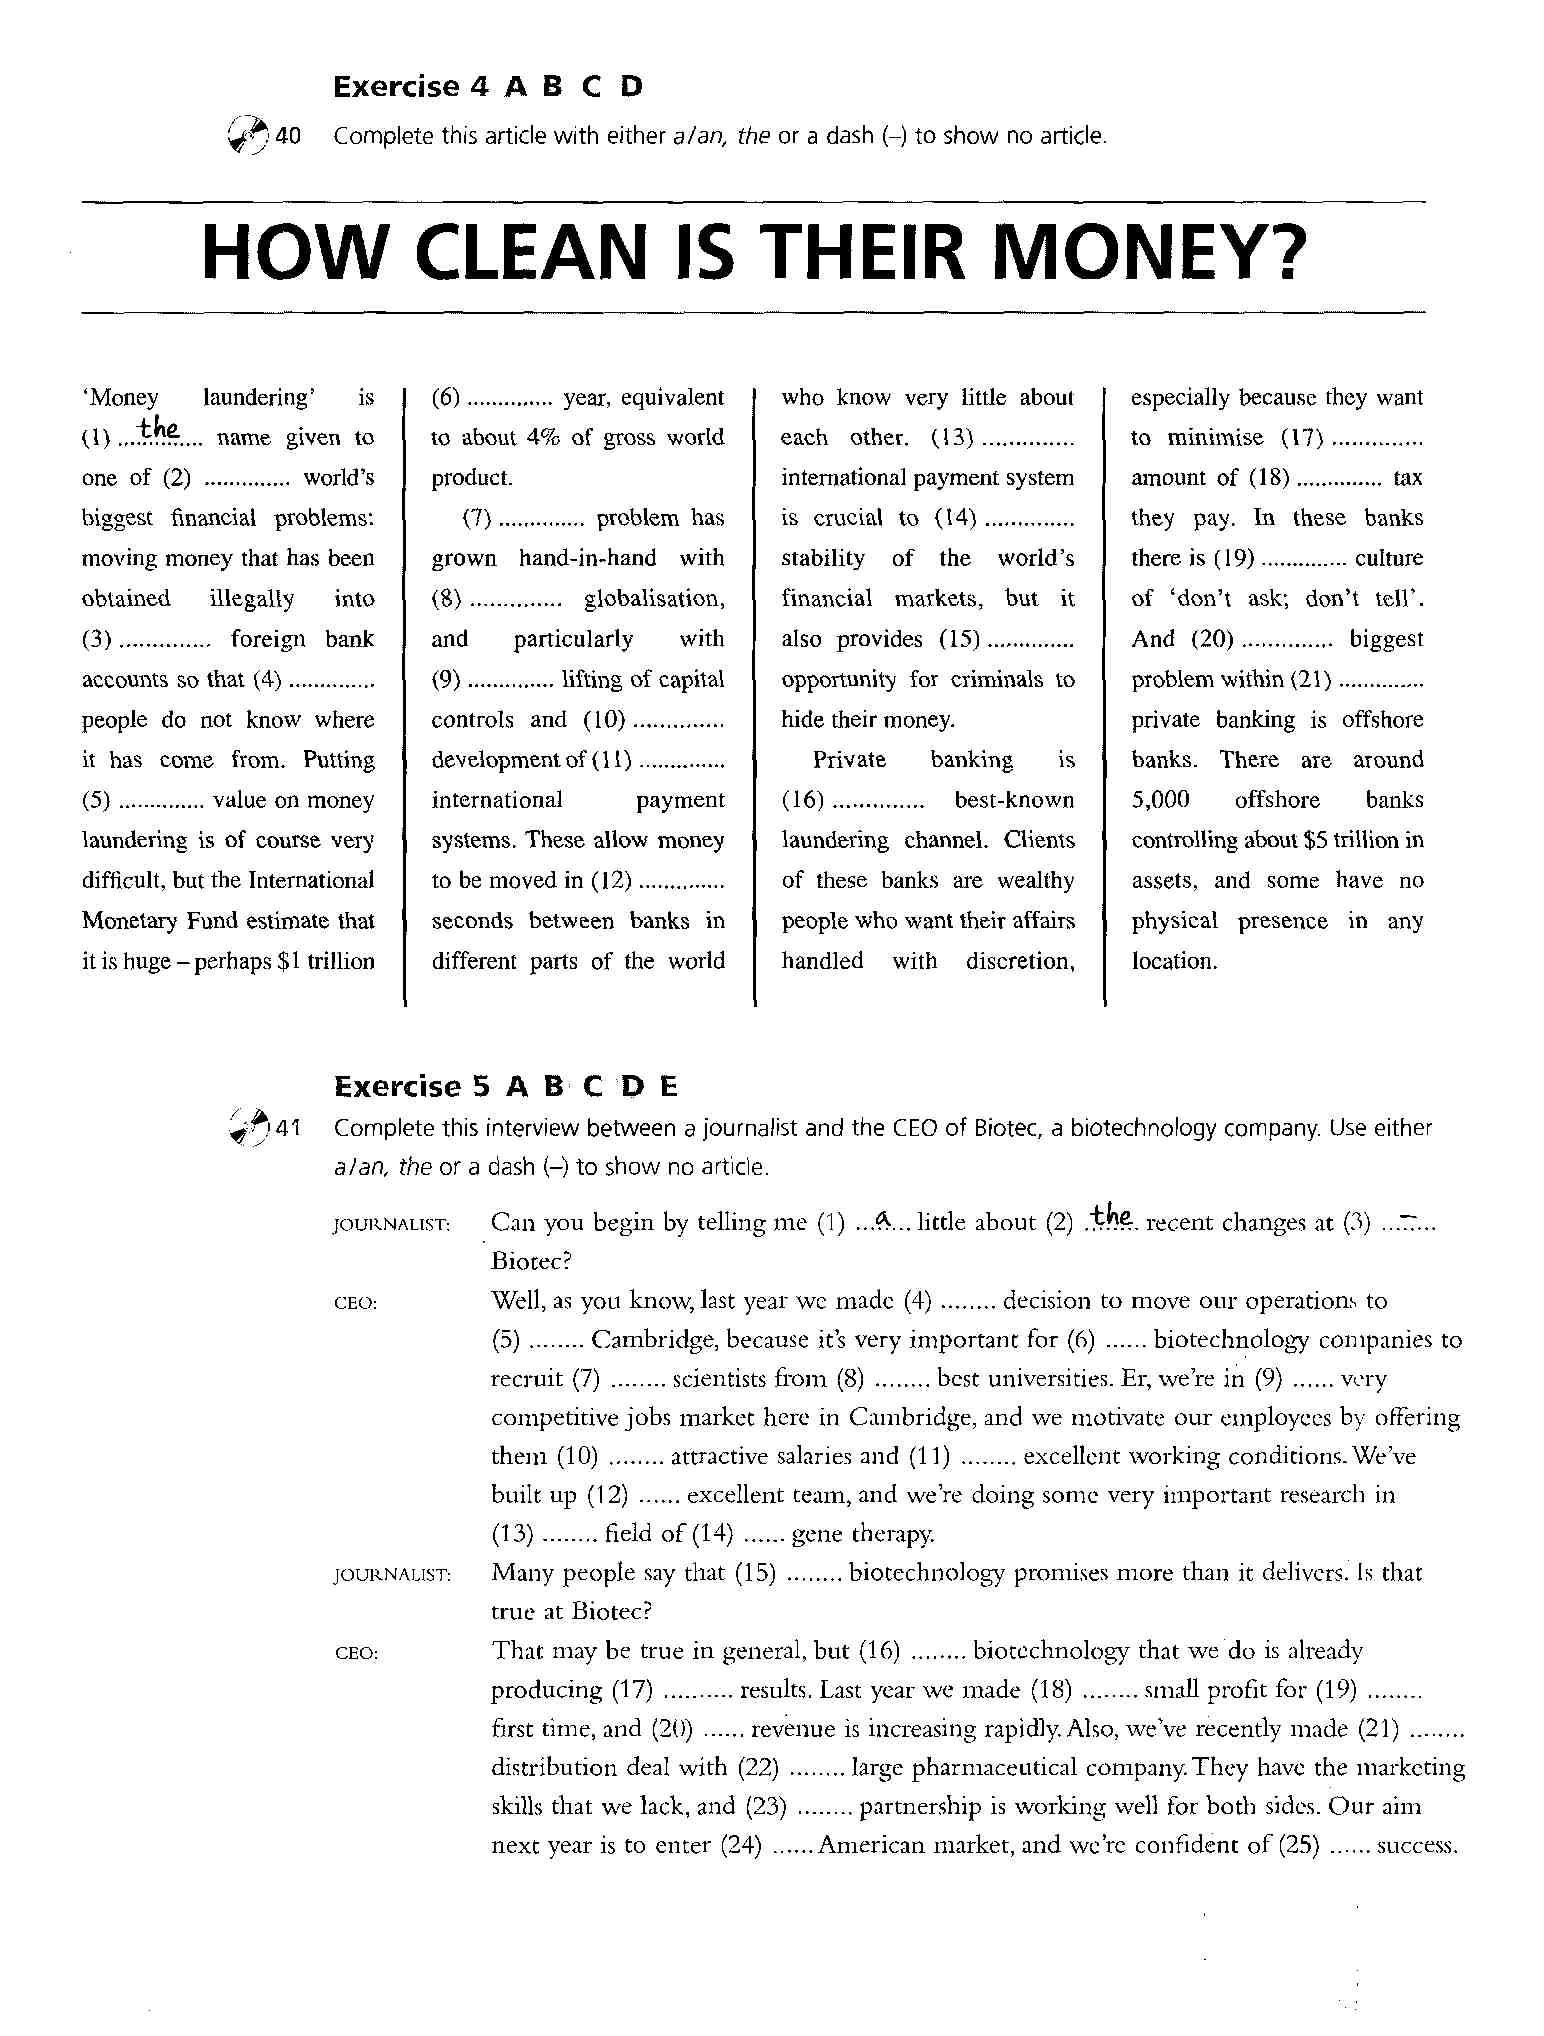 Exercise 4 A B C D
40 Complete this article with either a/an, the or a dash (–) to show no article.
HOW CLEAN IS THEIR MONEY?
‘Money laundering’ is
(1) ....the.... name given to
one of (2) .............. world’s
biggest financial problems:
moving money that has been
obtained illegally into
(3) .............. foreign bank
accounts so that (4) ..............
people do not know where
it has come from. Putting
(5) .............. value on money
laundering is of course very
difficult, but the International
Monetary Fund estimate that
it is huge – perhaps $1 trillion
(6) .............. year, equivalent
to about 4% of gross world
product.
(7) .............. problem has
grown hand-in-hand with
(8) .............. globalisation,
and particularly with
(9) .............. lifting of capital
controls and (10) ..............
development of (11) ..............
international payment
systems. These allow money
to be moved in (12) ..............
seconds between banks in
different parts of the world
who know very little about
each other. (13) ..............
international payment system
is crucial to (14) ..............
stability of the world’s
financial markets, but it
also provides (15) ..............
opportunity for criminals to
hide their money.
Private banking is
(16) .............. best-known
laundering channel. Clients
of these banks are wealthy
people who want their affairs
handled with discretion,
especially because they want
to minimise (17) ..............
amount of (18) .............. tax
they pay. In these banks
there is (19) .............. culture
of ‘don’t ask; don’t tell’.
And (20) .............. biggest
problem within (21) ..............
private banking is offshore
banks. There are around
5,000 offshore banks
controlling about $5 trillion in
assets, and some have no
physical presence in any
location.
Exercise 5 A B C D E
41 Complete this interview between a journalist and the CEO of Biotec, a biotechnology company. Use either
a/an, the or a dash (–) to show no article.
JOURNALIST: Can you begin by telling me (1) ...a... little about (2) .the. recent changes at (3) ...–...
Biotec?
CEO: Well, as you know, last year we made (4) ........ decision to move our operations to
(5) ........ Cambridge, because it’s very important for (6) ...... biotechnology companies to
recruit (7) ........ scientists from (8) ........ best universities. Er, we’re in (9) ...... very
competitive jobs market here in Cambridge, and we motivate our employees by offering
them (10) ........ attractive salaries and (11) ........ excellent working conditions. We’ve
built up (12) ...... excellent team, and we’re doing some very important research in
(13) ........ field of (14) ...... gene therapy.
JOURNALIST: Many people say that (15) ........ biotechnology promises more than it delivers. Is that
true at Biotec?
CEO: That may be true in general, but (16) ........ biotechnology that we do is already
producing (17) .......... results. Last year we made (18) ........ small profit for (19) ........
first time, and (20) ...... revenue is increasing rapidly. Also, we’ve recently made (21) ........
distribution deal with (22) ........ large pharmaceutical company. They have the marketing
skills that we lack, and (23) ........ partnership is working well for both sides. Our aim
next year is to enter (24) ...... American market, and we’re confident of (25) ...... success.